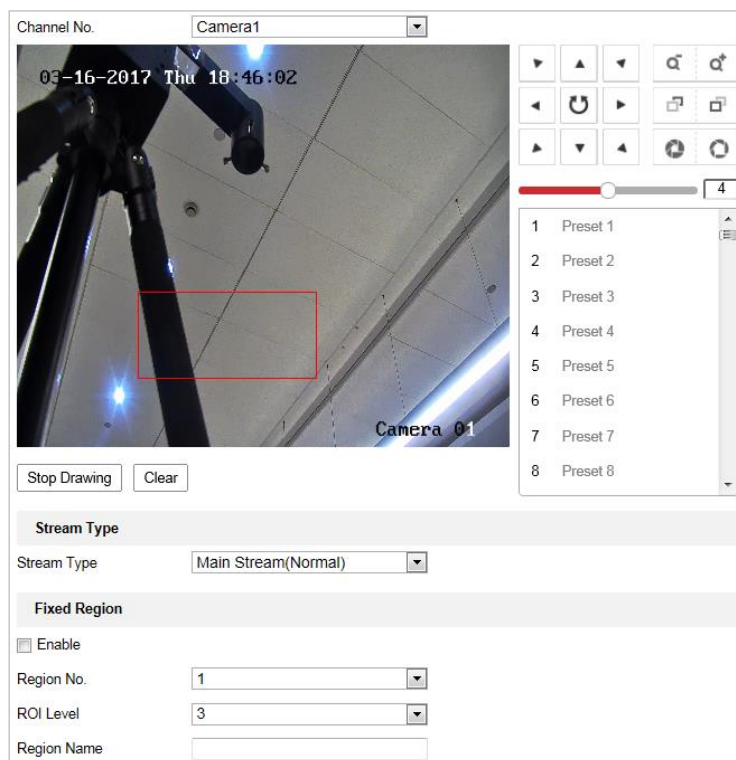 Channel No. Camera1
03-16-2017 Thu 18:46:02
Camera 01
4
1 Preset 1
2 Preset 2
3 Preset 3
4 Preset 4
5 Preset 5
6 Preset 6
7 Preset 7
8 Preset 8
Stop Drawing Clear
Stream Type
Stream Type Main Stream(Normal)
Fixed Region
Enable
Region No. 1
ROI Level 3
Region Name